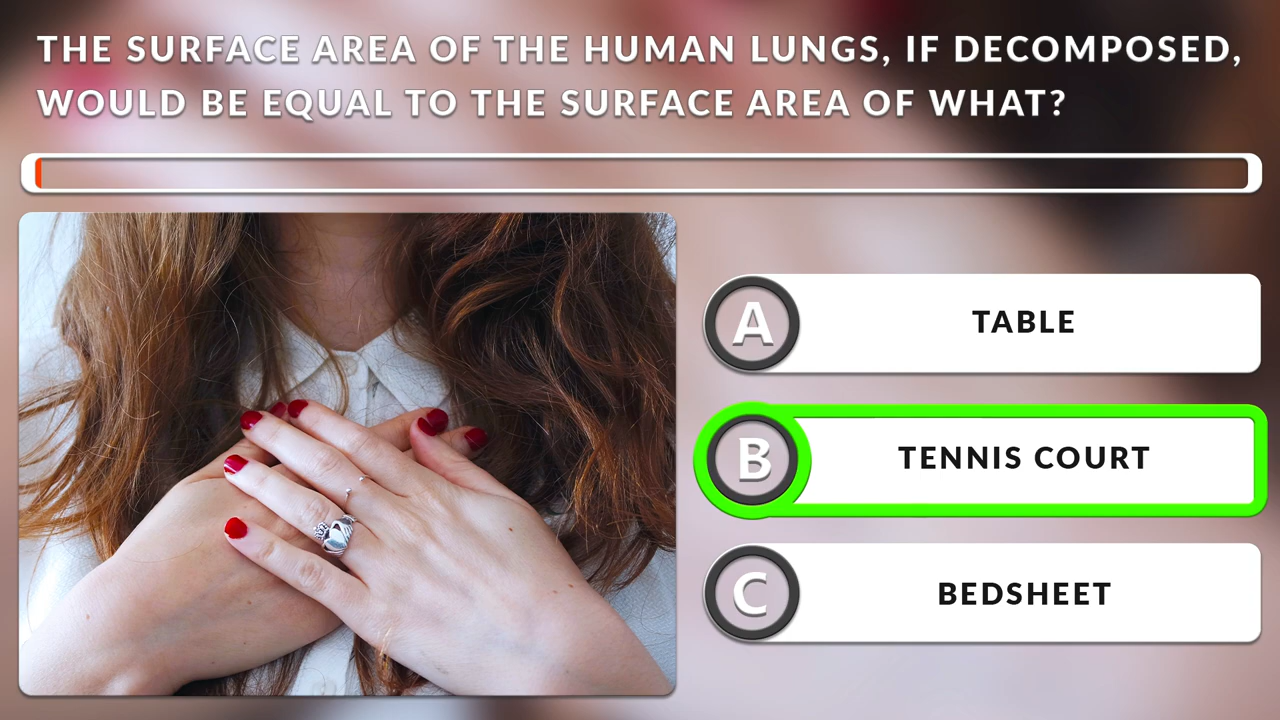 THE SURFACE AREA OF THE HUMAN LUNGS, IF DECOMPOSED,
WOULD BE EQUAL TO THE SURFACE AREA OF WHAT?
A TABLE
B TENNIS COURT
C BEDSHEET